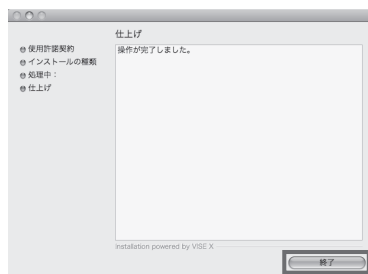 仕上げ
使用許諾契約
インストールの種類
処理中：
仕上げ
操作が完了しました。
Installation powered by VISE X
終了